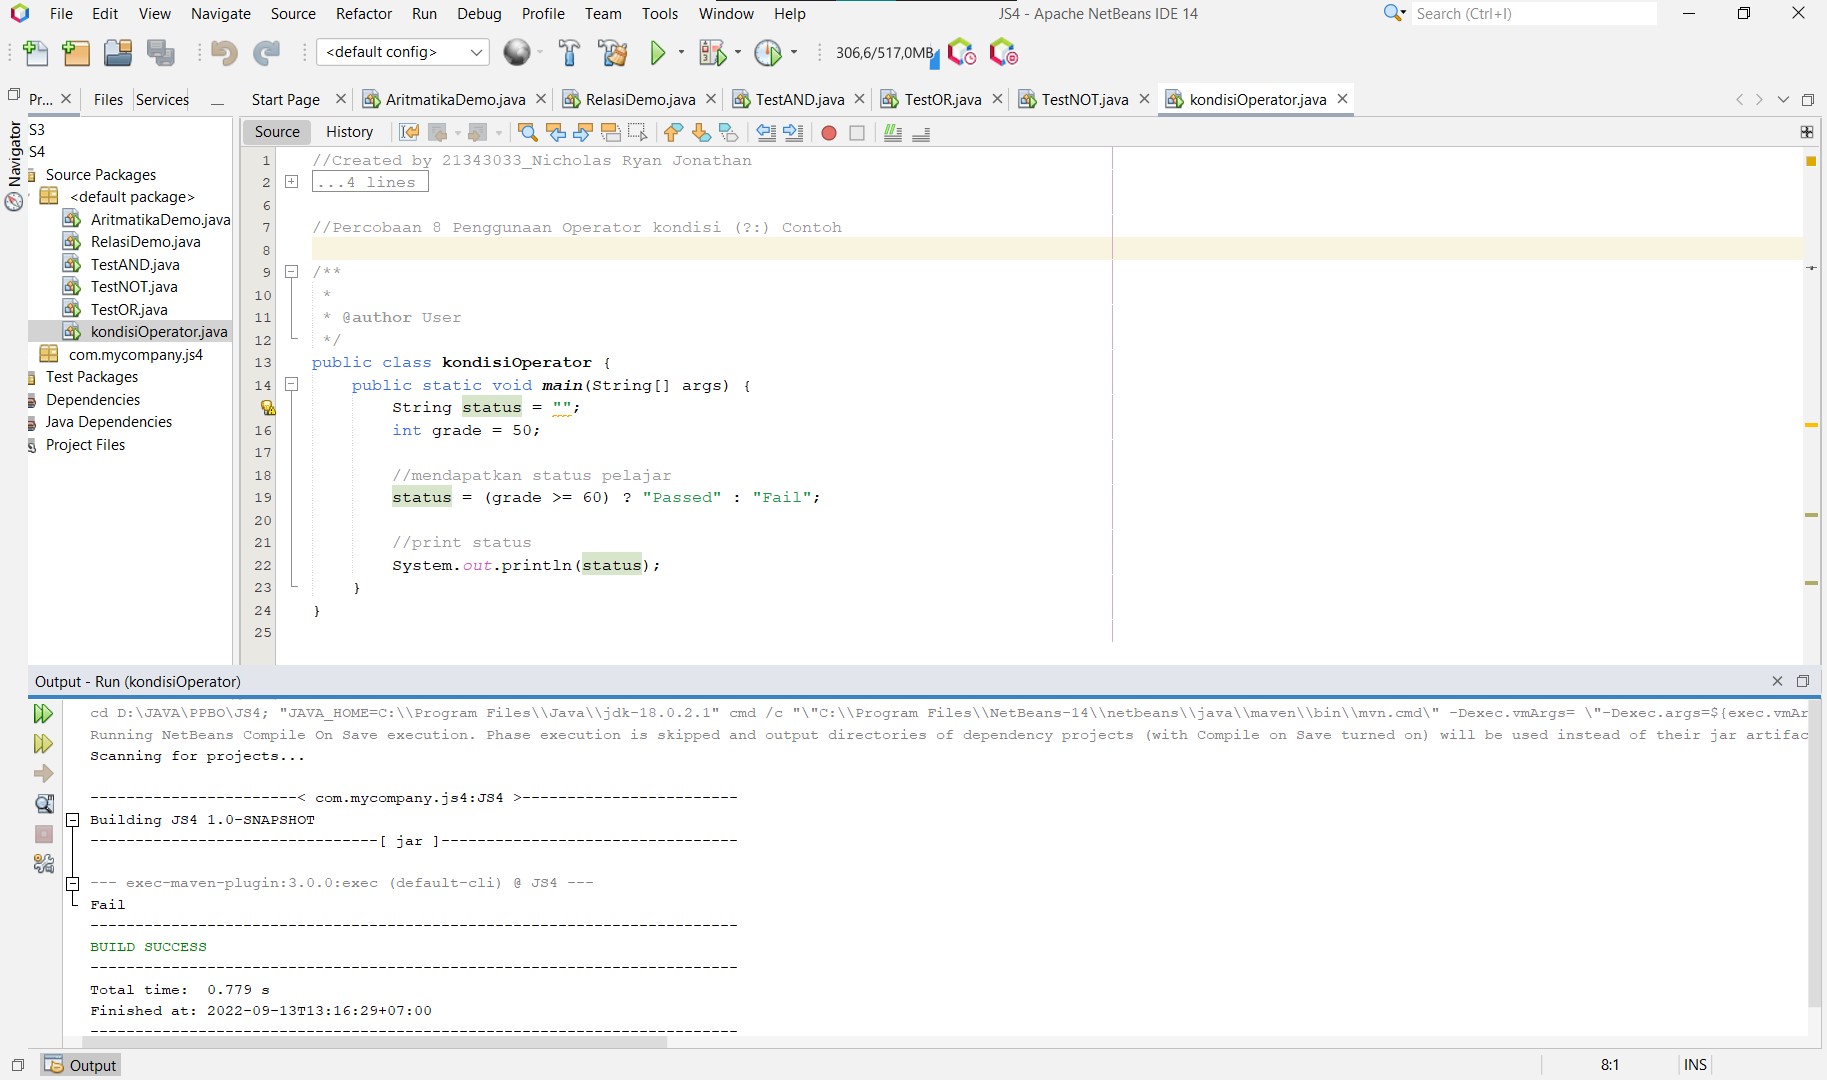 File Edit View Navigate Source Refactor Run Debug Profile Team Tools Window Help JS4 - Apache NetBeans IDE 14 Search (Ctrl+I)
<default config> 306,6/517,0MB
Pr... Files Services Start Page AritmatikaDemo.java RelasiDemo.java TestAND.java TestOR.java TestNOT.java kondisiOperator.java
Navigator
S3
S4
Source Packages
<default package>
AritmatikaDemo.java
RelasiDemo.java
TestAND.java
TestNOT.java
TestOR.java
kondisiOperator.java
com.mycompany.js4
Test Packages
Dependencies
Java Dependencies
Project Files
Source History
1 //Created by 21343033_Nicholas Ryan Jonathan
2 ...4 lines
6
7 //Percobaan 8 Penggunaan Operator kondisi (?:) Contoh
8
9 /**
10 *
11 * @author User
12 */
13 public class kondisiOperator {
14 public static void main(String[] args) {
String status = "";
16 int grade = 50;
17
18 //mendapatkan status pelajar
19 status = (grade >= 60) ? "Passed" : "Fail";
20
21 //print status
22 System.out.println(status);
23 }
24 }
25
Output - Run (kondisiOperator)
cd D:\JAVA\PPBO\JS4; "JAVA_HOME=C:\\Program Files\\Java\\jdk-18.0.2.1" cmd /c "\"C:\\Program Files\\NetBeans-14\\netbeans\\java\\maven\\bin\\mvn.cmd\" -Dexec.vmArgs= \"-Dexec.args=${exec.vmAr
Running NetBeans Compile On Save execution. Phase execution is skipped and output directories of dependency projects (with Compile on Save turned on) will be used instead of their jar artifac
Scanning for projects...
-----------------------< com.mycompany.js4:JS4 >------------------------
Building JS4 1.0-SNAPSHOT
--------------------------------[ jar ]---------------------------------
--- exec-maven-plugin:3.0.0:exec (default-cli) @ JS4 ---
Fail
------------------------------------------------------------------------
BUILD SUCCESS
------------------------------------------------------------------------
Total time: 0.779 s
Finished at: 2022-09-13T13:16:29+07:00
------------------------------------------------------------------------
Output 8:1 INS